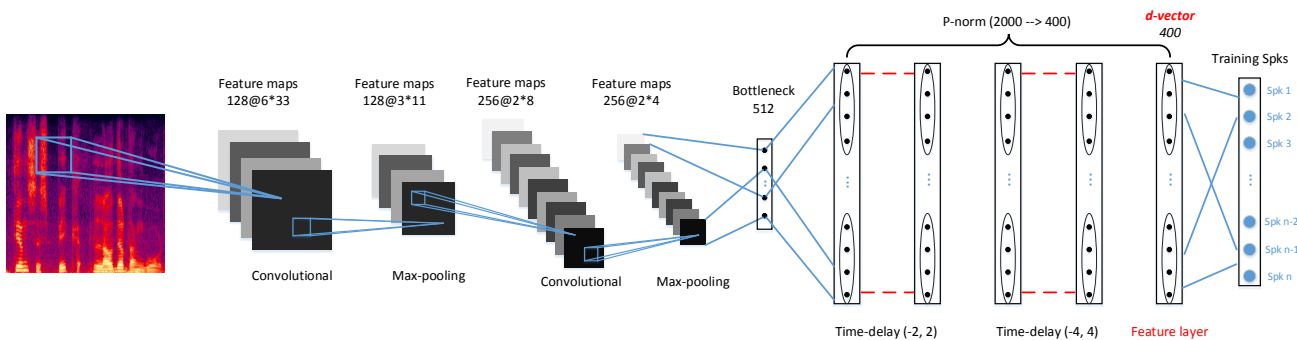 P-norm (2000 --> 400)
d-vector
400
Feature maps
128@6*33
Feature maps
128@3*11
Feature maps
256@2*8
Feature maps
256@2*4
Bottleneck
512
Training Spks
Spk 1
Spk 2
Spk 3
Spk n-2
Spk n-1
Spk n
Convolutional
Max-pooling
Convolutional
Max-pooling
Time-delay (-2, 2)
Time-delay (-4, 4)
Feature layer